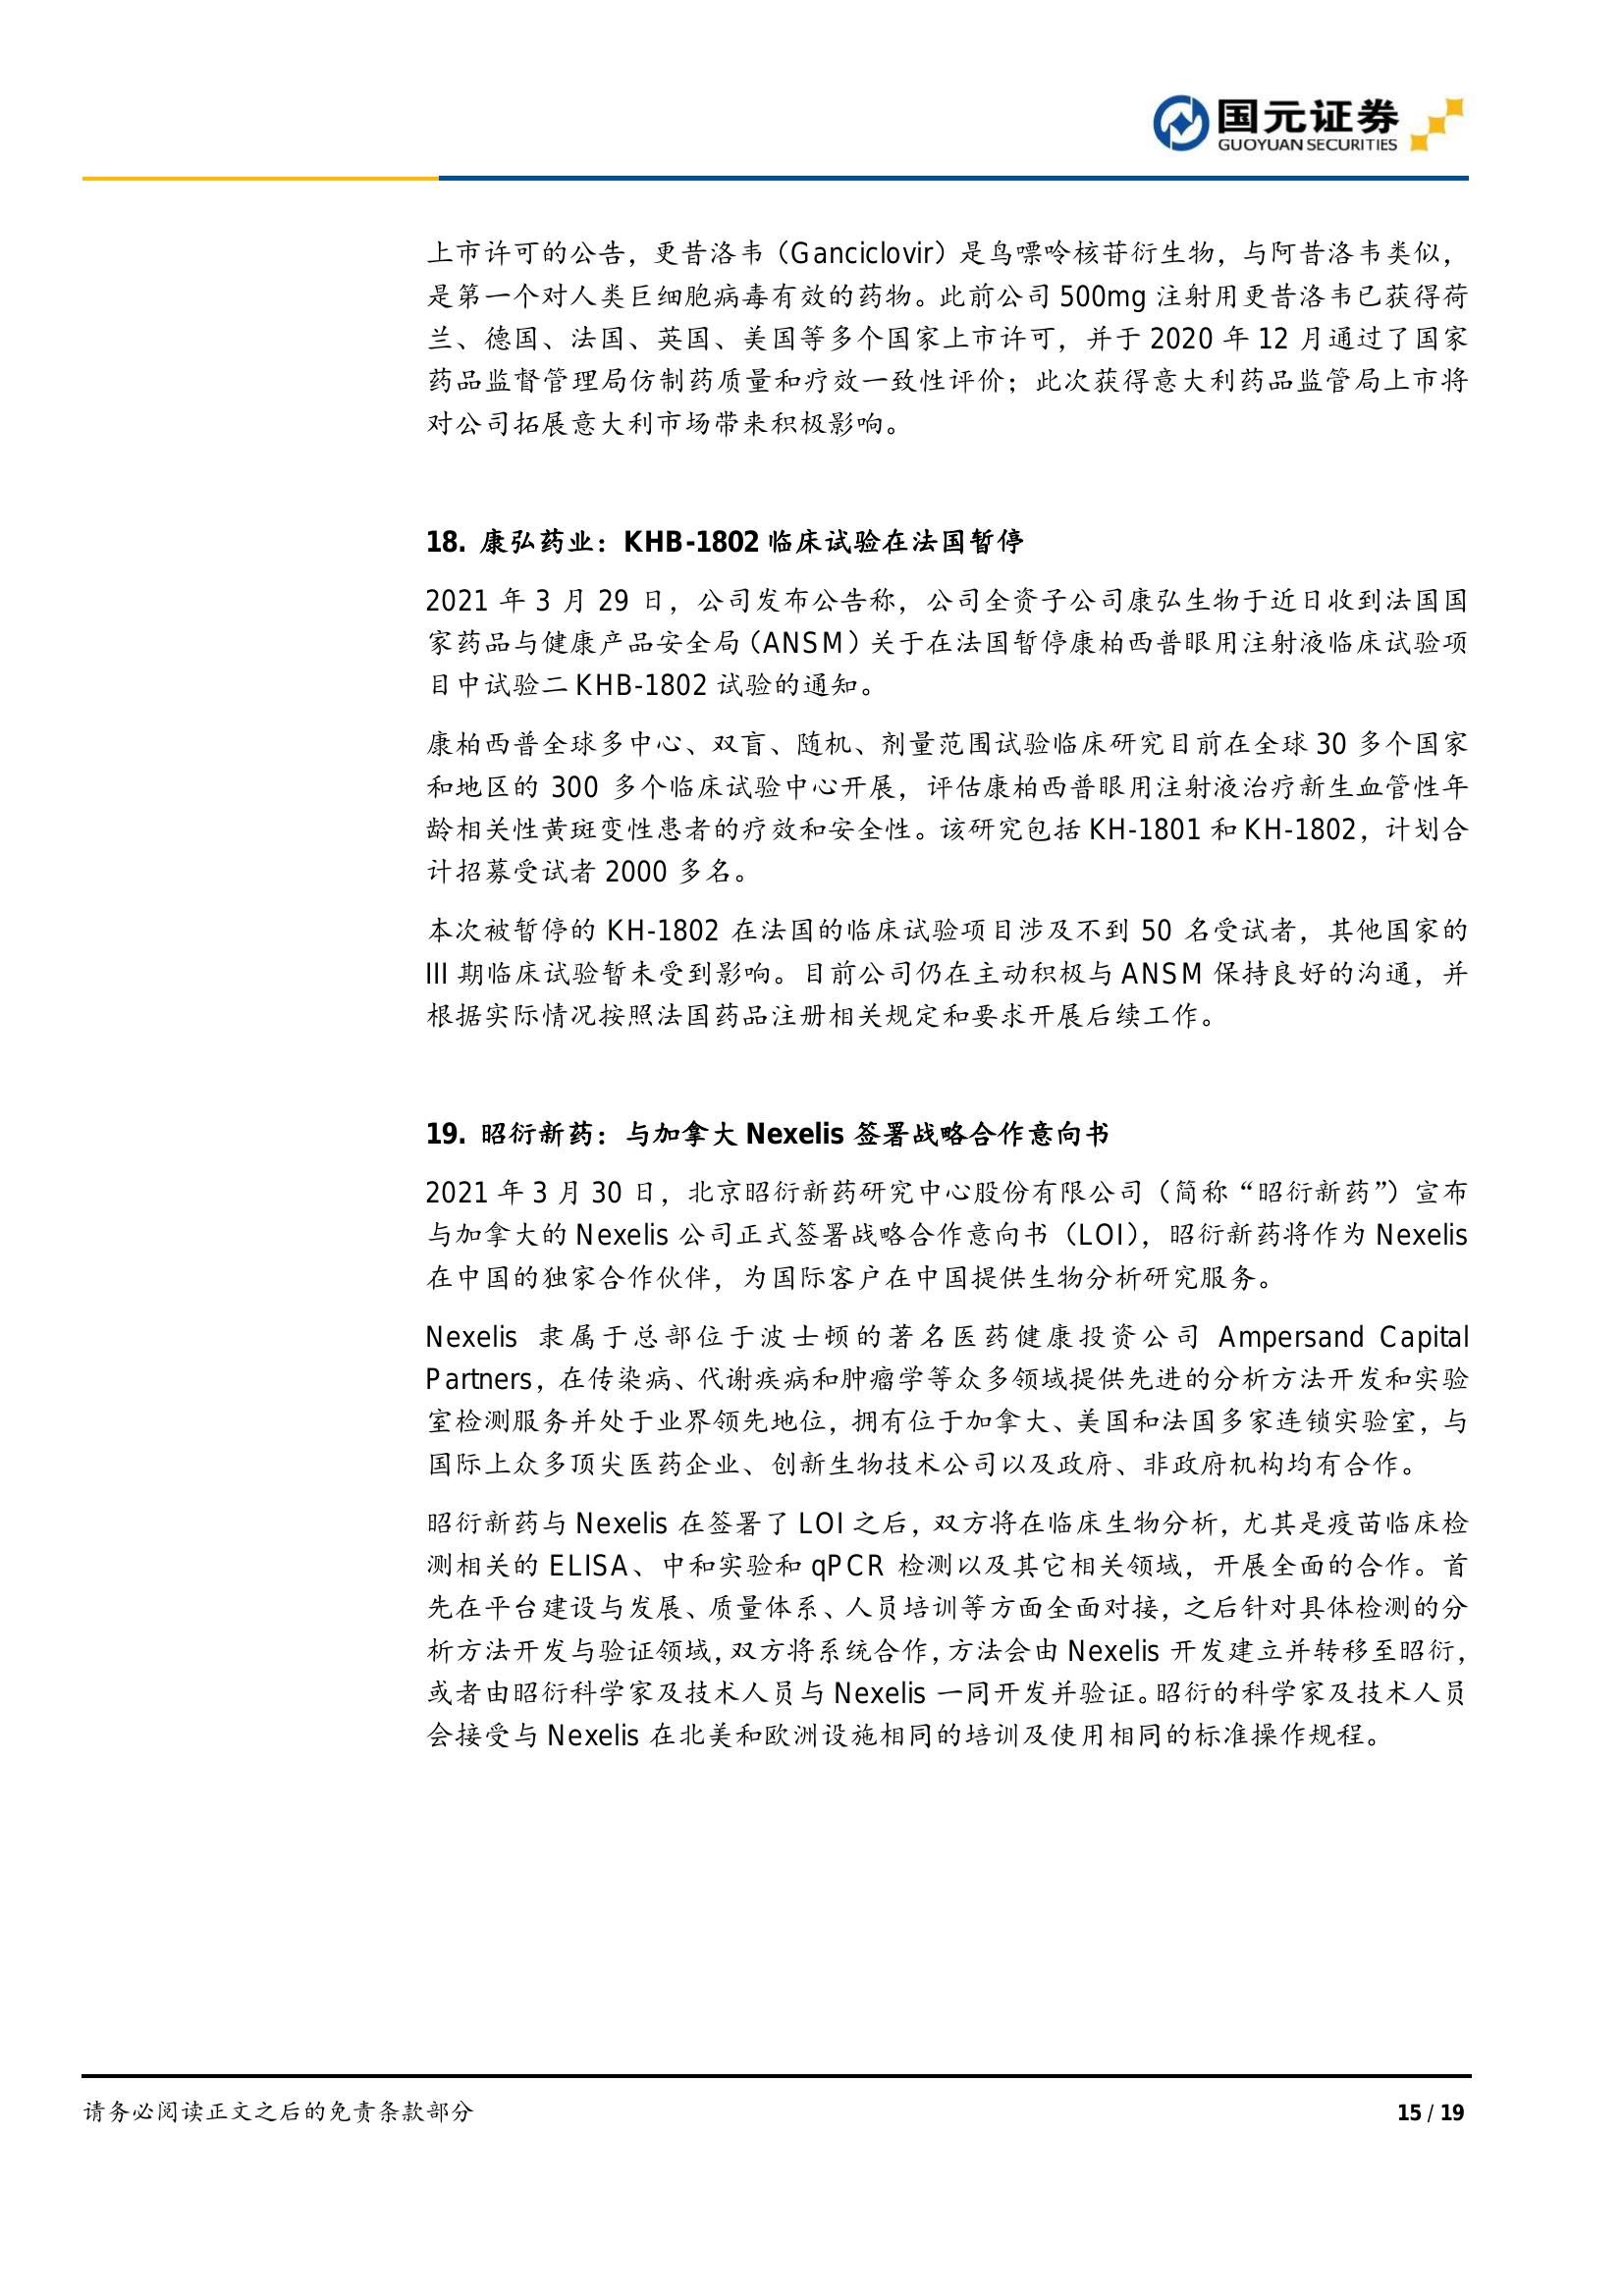 国元证券
GUOYUAN SECURITIES
上市许可的公告，更昔洛韦（Ganciclovir）是鸟嘌呤核苷衍生物，与阿昔洛韦类似，
是第一个对人类巨细胞病毒有效的药物。此前公司 500mg 注射用更昔洛韦已获得荷
兰、德国、法国、英国、美国等多个国家上市许可，并于 2020 年 12 月通过了国家
药品监督管理局仿制药质量和疗效一致性评价；此次获得意大利药品监管局上市将
对公司拓展意大利市场带来积极影响。
18. 康弘药业：KHB-1802 临床试验在法国暂停
2021 年 3 月 29 日，公司发布公告称，公司全资子公司康弘生物于近日收到法国国
家药品与健康产品安全局（ANSM）关于在法国暂停康柏西普眼用注射液临床试验项
目中试验二 KHB-1802 试验的通知。
康柏西普全球多中心、双盲、随机、剂量范围试验临床研究目前在全球 30 多个国家
和地区的 300 多个临床试验中心开展，评估康柏西普眼用注射液治疗新生血管性年
龄相关性黄斑变性患者的疗效和安全性。该研究包括 KH-1801 和 KH-1802，计划合
计招募受试者 2000 多名。
本次被暂停的 KH-1802 在法国的临床试验项目涉及不到 50 名受试者，其他国家的
III 期临床试验暂未受到影响。目前公司仍在主动积极与 ANSM 保持良好的沟通，并
根据实际情况按照法国药品注册相关规定和要求开展后续工作。
19. 昭衍新药：与加拿大 Nexelis 签署战略合作意向书
2021 年 3 月 30 日，北京昭衍新药研究中心股份有限公司（简称“昭衍新药”）宣布
与加拿大的 Nexelis 公司正式签署战略合作意向书（LOI），昭衍新药将作为 Nexelis
在中国的独家合作伙伴，为国际客户在中国提供生物分析研究服务。
Nexelis 隶属于总部位于波士顿的著名医药健康投资公司 Ampersand Capital
Partners，在传染病、代谢疾病和肿瘤学等众多领域提供先进的分析方法开发和实验
室检测服务并处于业界领先地位，拥有位于加拿大、美国和法国多家连锁实验室，与
国际上众多顶尖医药企业、创新生物技术公司以及政府、非政府机构均有合作。
昭衍新药与 Nexelis 在签署了 LOI 之后，双方将在临床生物分析，尤其是疫苗临床检
测相关的 ELISA、中和实验和 qPCR 检测以及其它相关领域，开展全面的合作。首
先在平台建设与发展、质量体系、人员培训等方面全面对接，之后针对具体检测的分
析方法开发与验证领域，双方将系统合作，方法会由 Nexelis 开发建立并转移至昭衍，
或者由昭衍科学家及技术人员与 Nexelis 一同开发并验证。昭衍的科学家及技术人员
会接受与 Nexelis 在北美和欧洲设施相同的培训及使用相同的标准操作规程。
请务必阅读正文之后的免责条款部分
15 / 19